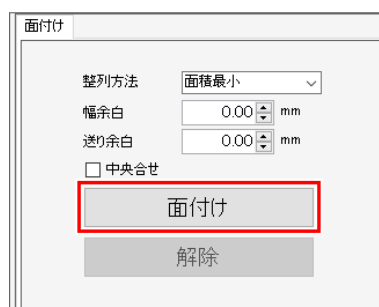 面付け
整列方法 面積最小
幅余白 0.00 mm
送り余白 0.00 mm
中央合せ
面付け
解除